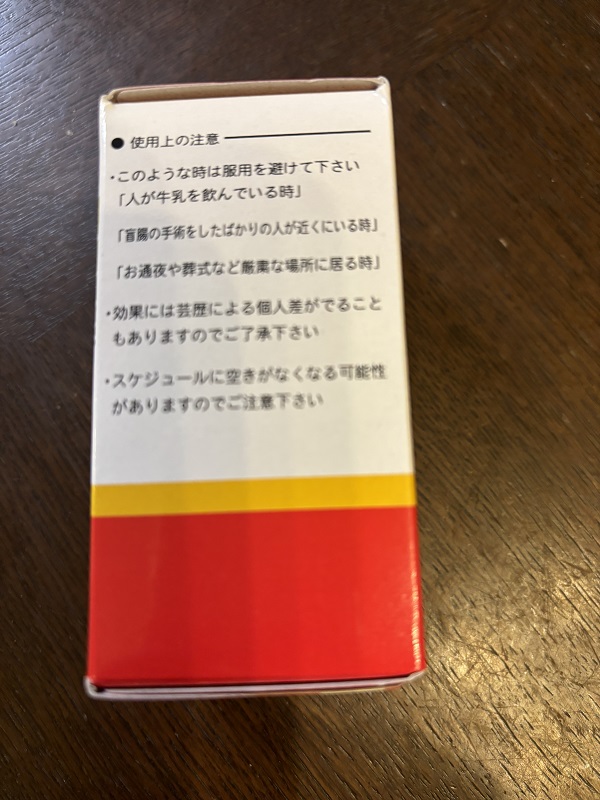 ● 使用上の注意
・このような時は服用を避けて下さい
「人が牛乳を飲んでいる時」
「盲腸の手術をしたばかりの人が近くにいる時」
「お通夜や葬式など厳粛な場所に居る時」
・効果には芸歴による個人差がでること
もありますのでご了承下さい
・スケジュールに空きがなくなる可能性
がありますのでご注意下さい